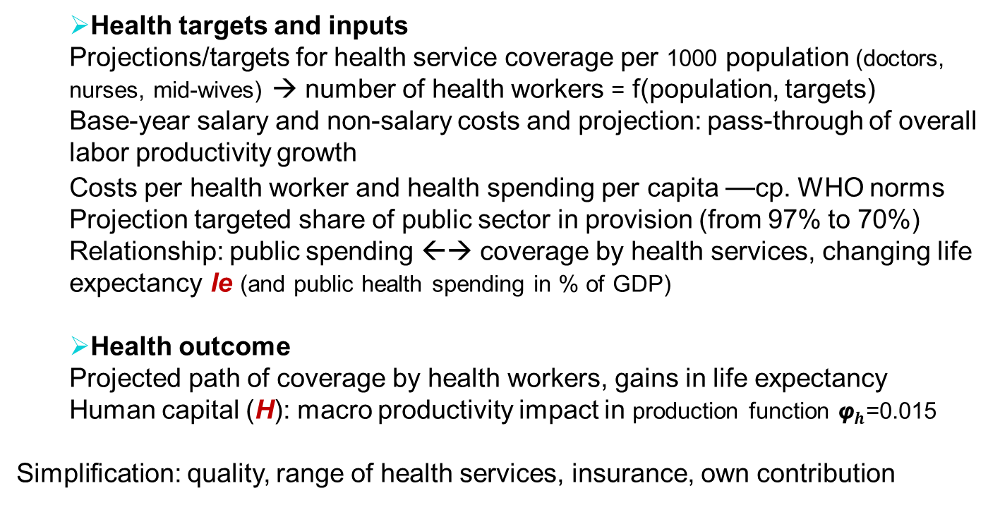 ➢Health targets and inputs
Projections/targets for health service coverage per 1000 population (doctors,
nurses, mid-wives) → number of health workers = f(population, targets)
Base-year salary and non-salary costs and projection: pass-through of overall
labor productivity growth
Costs per health worker and health spending per capita —cp. WHO norms
Projection targeted share of public sector in provision (from 97% to 70%)
Relationship: public spending ←→ coverage by health services, changing life
expectancy le (and public health spending in % of GDP)
➢Health outcome
Projected path of coverage by health workers, gains in life expectancy
Human capital (H): macro productivity impact in production function φₕ=0.015
Simplification: quality, range of health services, insurance, own contribution